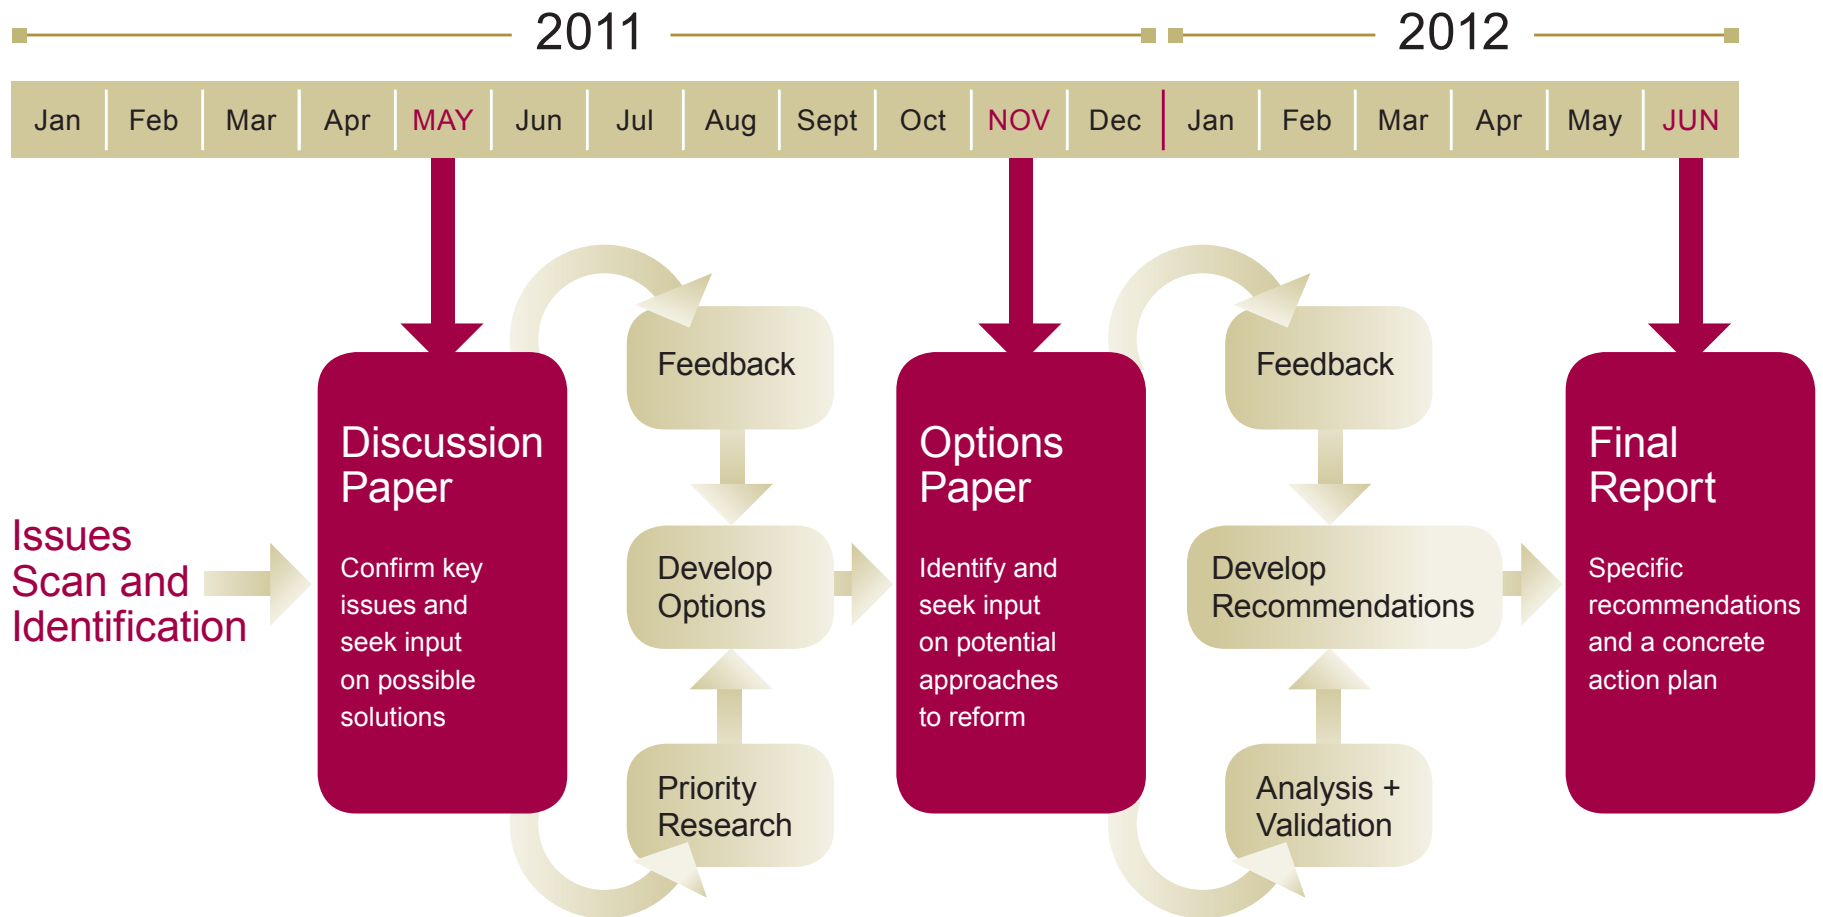 2011
2012
Jan Feb Mar Apr MAY Jun Jul Aug Sept Oct NOV Dec Jan Feb Mar Apr May JUN
Issues
Scan and
Identification
Discussion
Paper
Confirm key
issues and
seek input
on possible
solutions
Feedback
Develop
Options
Priority
Research
Options
Paper
Identify and
seek input
on potential
approaches
to reform
Feedback
Develop
Recommendations
Analysis +
Validation
Final
Report
Specific
recommendations
and a concrete
action plan